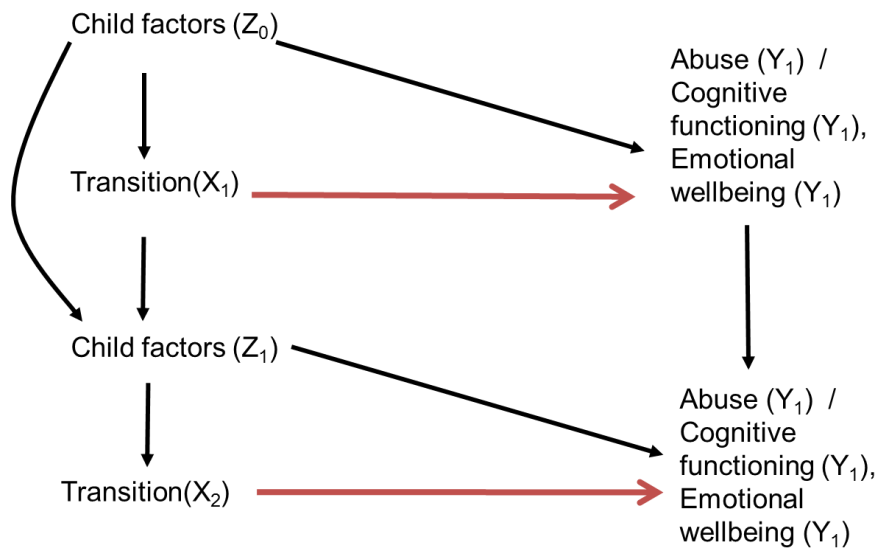 Child factors (Z₀)
Abuse (Y₁) /
Cognitive
functioning (Y₁),
Emotional
wellbeing (Y₁)
Transition(X₁)
Child factors (Z₁)
Abuse (Y₁) /
Cognitive
functioning (Y₁),
Emotional
wellbeing (Y₁)
Transition(X₂)